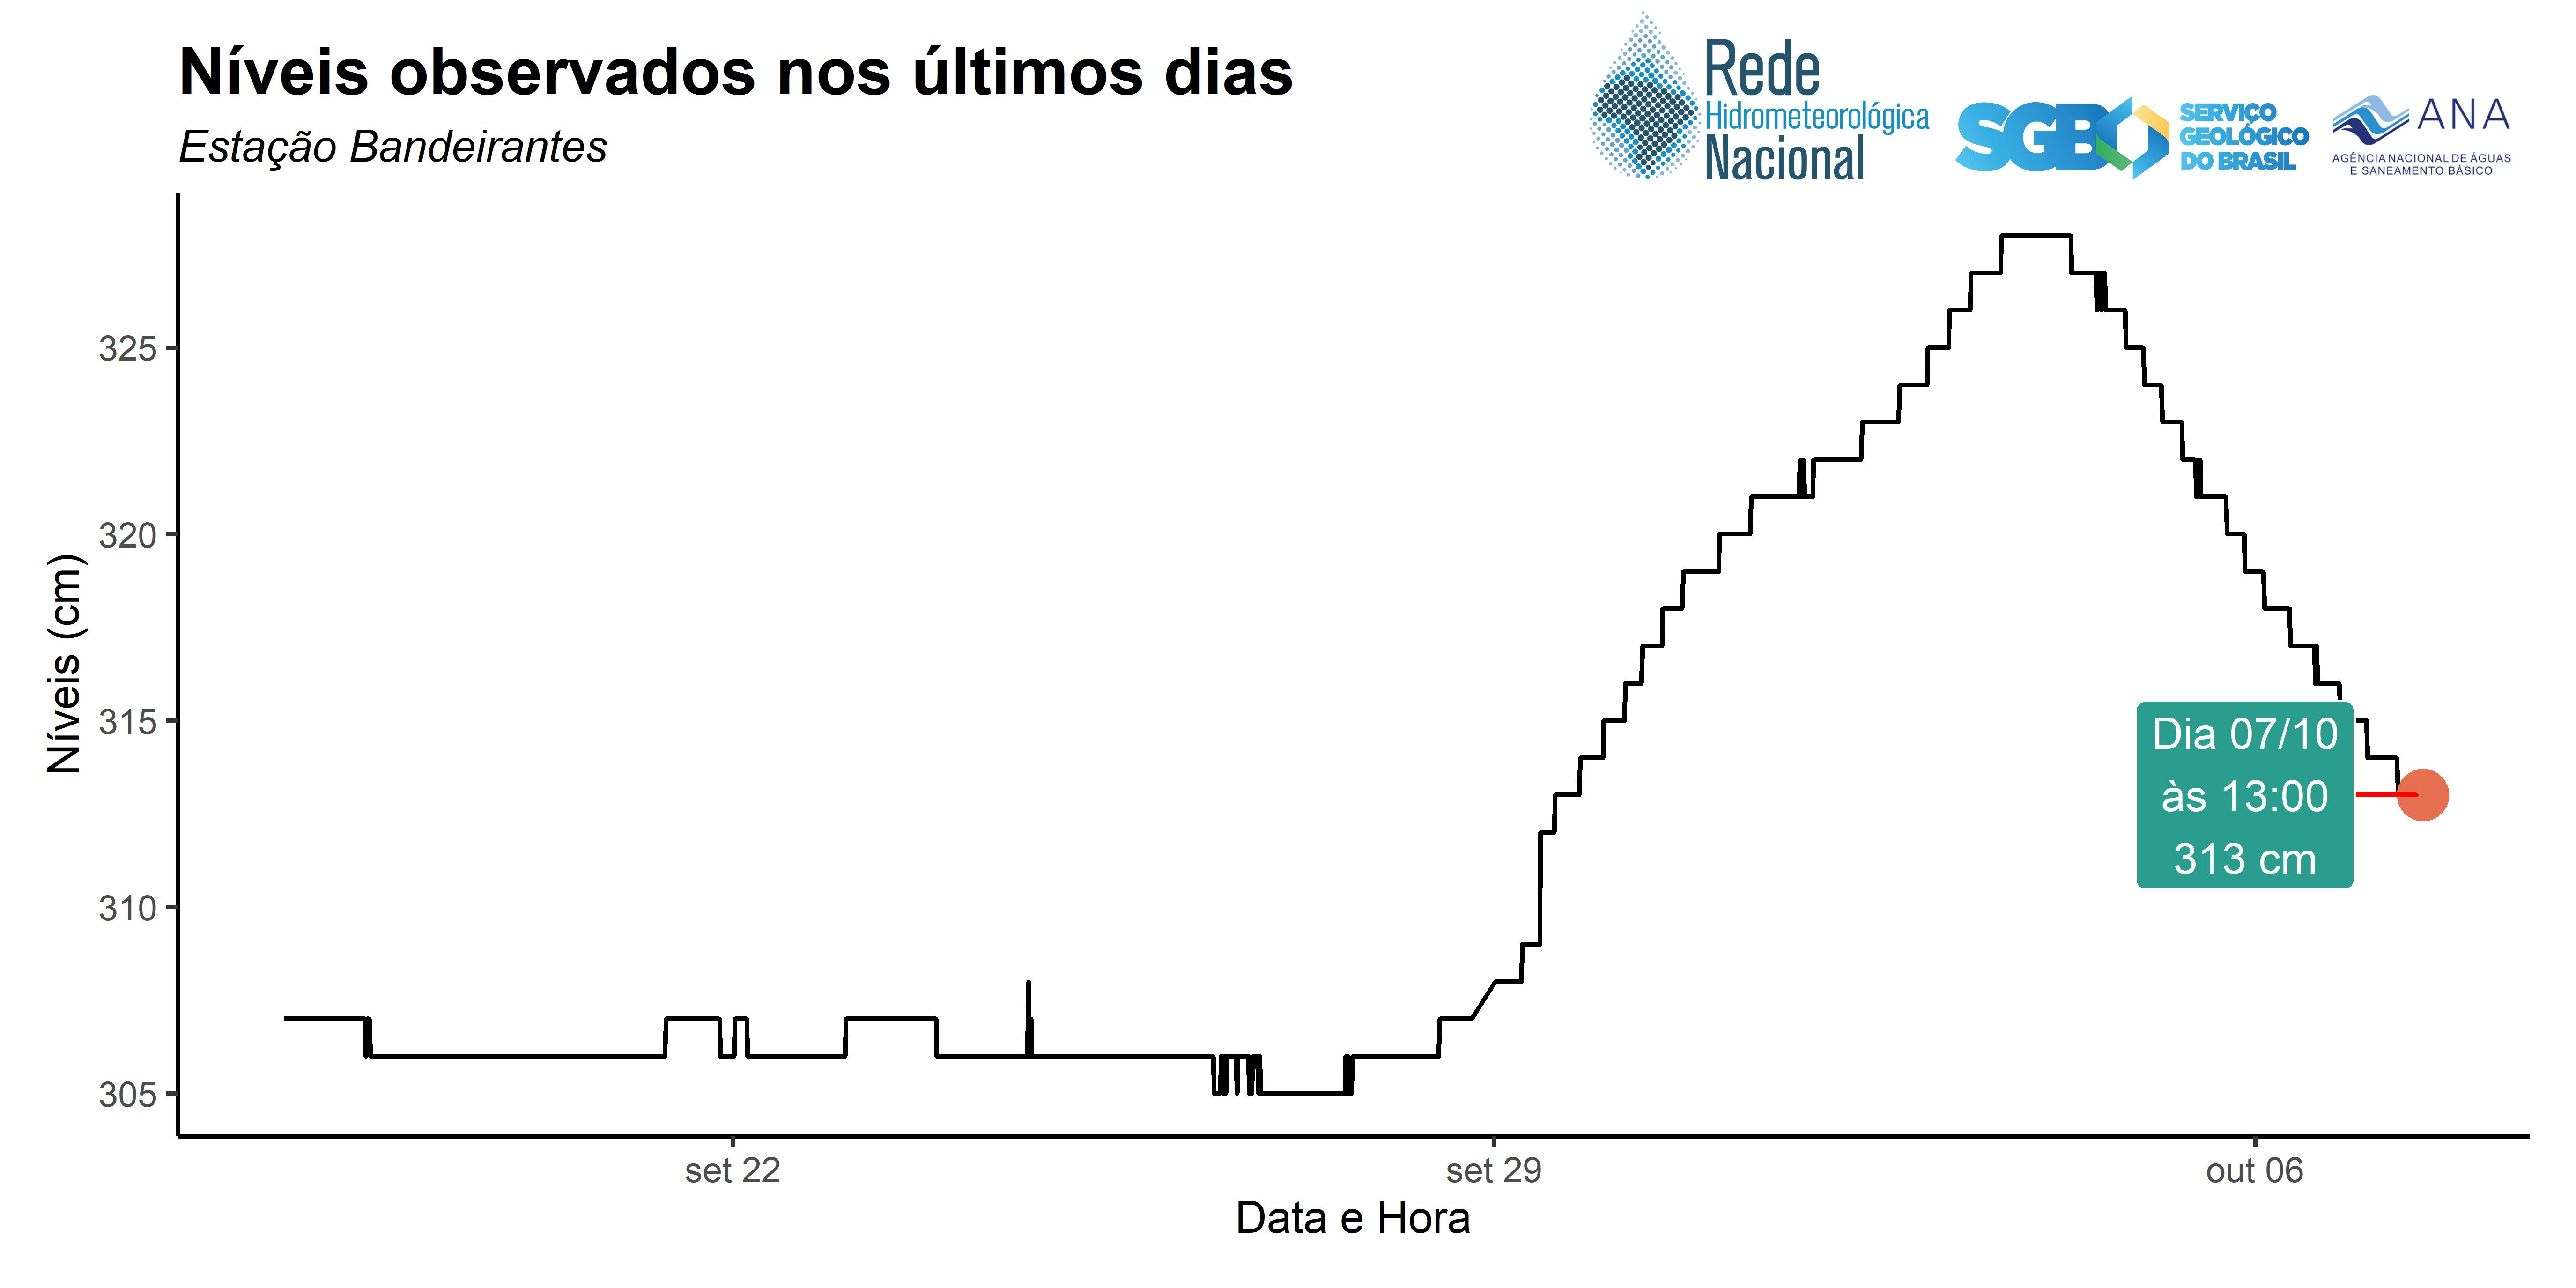 Níveis observados nos últimos dias
Estação Bandeirantes
Rede
Hidrometeorológica
Nacional
SGB
SERVIÇO
GEOLÓGICO
DO BRASIL
ANA
AGÊNCIA NACIONAL DE ÁGUAS
E SANEAMENTO BÁSICO
Níveis (cm)
325
320
315
310
305
Dia 07/10
às 13:00
313 cm
set 22
set 29
out 06
Data e Hora